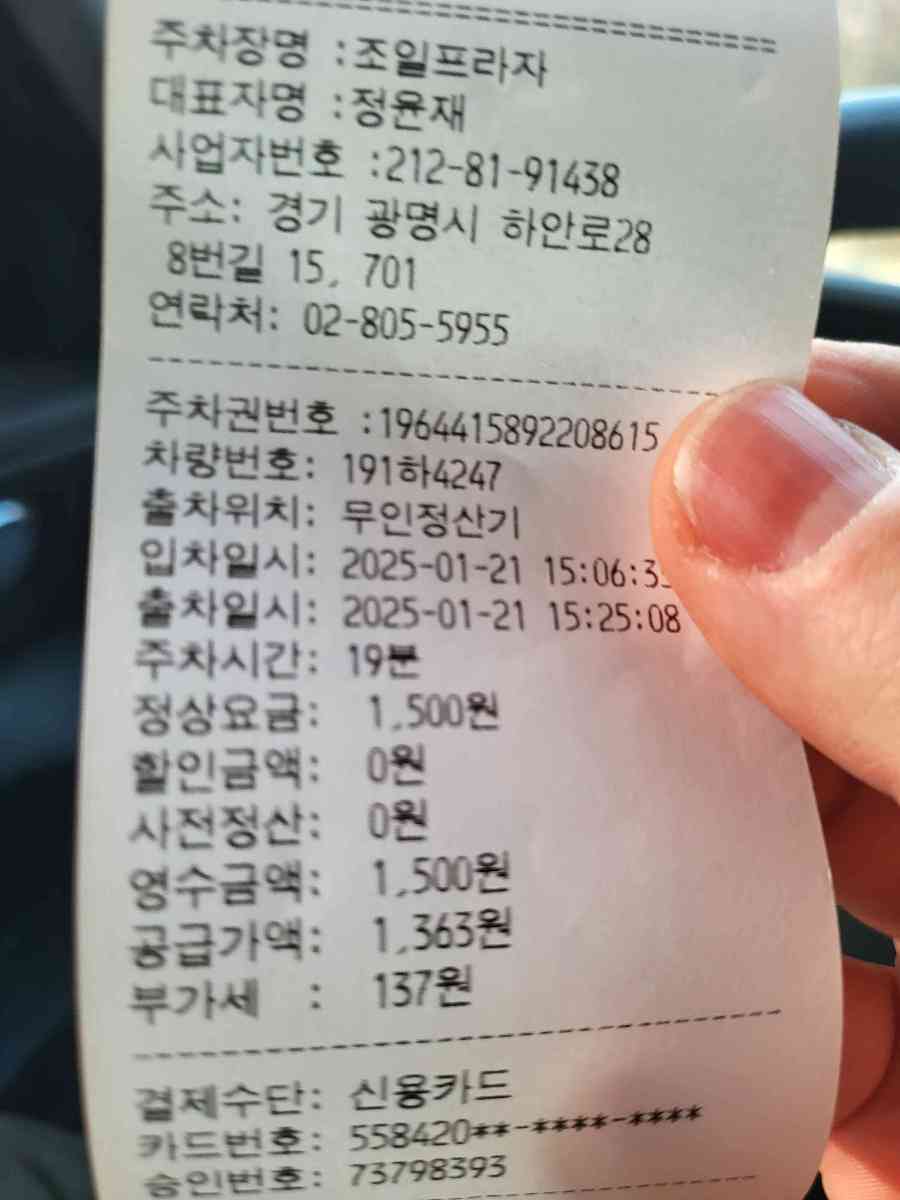 주차장명 :조일프라자
대표자명 :정윤재
사업자번호 :212-81-91438
주소: 경기 광명시 하안로28
8번길 15, 701
연락처: 02-805-5955
주차권번호 :1964415892208615
차량번호: 191하4247
출차위치: 무인정산기
입차일시: 2025-01-21 15:06:3
출차일시: 2025-01-21 15:25:08
주차시간: 19분
정상요금: 1,500원
할인금액: 0원
사전정산: 0원
영수금액: 1,500원
공급가액: 1,363원
부가세 : 137원
결제수단: 신용카드
카드번호: 558420**-****-****
승인번호: 73798393